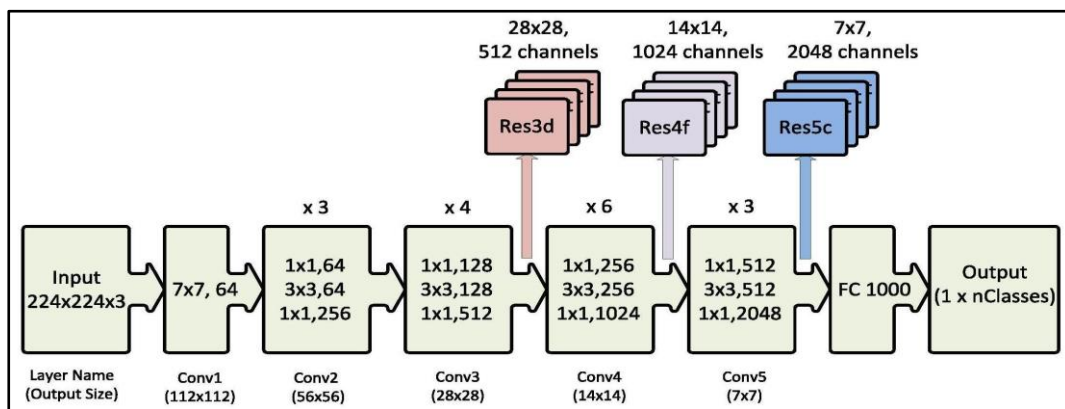 28x28,
512 channels
14x14,
1024 channels
7x7,
2048 channels
Res3d
Res4f
Res5c
x 3
x 4
x 6
x 3
Input
224x224x3
7x7, 64
1x1,64
3x3,64
1x1,256
1x1,128
3x3,128
1x1,512
1x1,256
3x3,256
1x1,1024
1x1,512
3x3,512
1x1,2048
FC 1000
Output
(1 x nClasses)
Layer Name
(Output Size)
Conv1
(112x112)
Conv2
(56x56)
Conv3
(28x28)
Conv4
(14x14)
Conv5
(7x7)